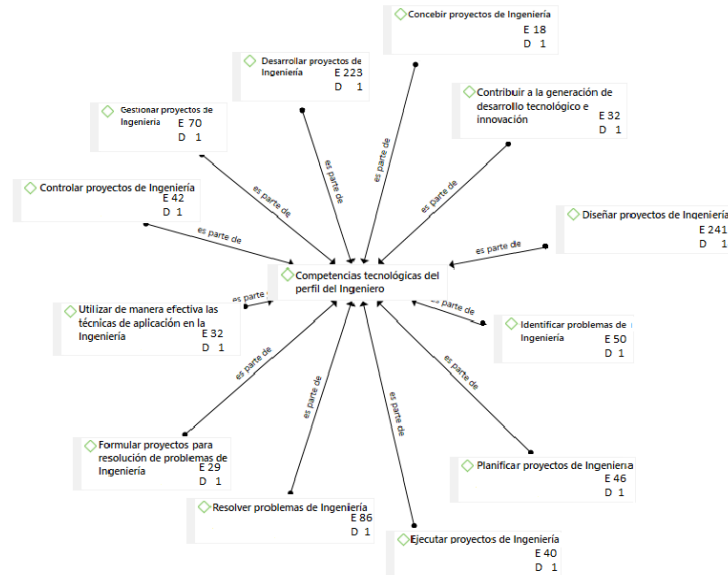 Concebir proyectos de Ingeniería
E 18
D 1
Desarrollar proyectos de
Ingeniería E 223
D 1
Contribuir a la generación de
desarrollo tecnológico e
innovación E 32
D 1
Gestionar proyectos de
Ingeniería E 70
D 1
Controlar proyectos de Ingeniería
E 42
D 1
Diseñar proyectos de Ingeniería
E 241
D 1
es parte de
es parte de
es parte de
es parte de
es parte de
es parte de
Competencias tecnológicas del
perfil del Ingeniero
es parte de
es parte de
Utilizar de manera efectiva las
técnicas de aplicación en la
Ingeniería E 32
D 1
Identificar problemas de
Ingeniería
E 50
D 1
es parte de
es parte de
es parte de
es parte de
Formular proyectos para
resolución de problemas de
Ingeniería E 29
D 1
Planificar proyectos de Ingeniería
E 46
D 1
Resolver problemas de Ingeniería
E 86
D 1
Ejecutar proyectos de Ingeniería
E 40
D 1